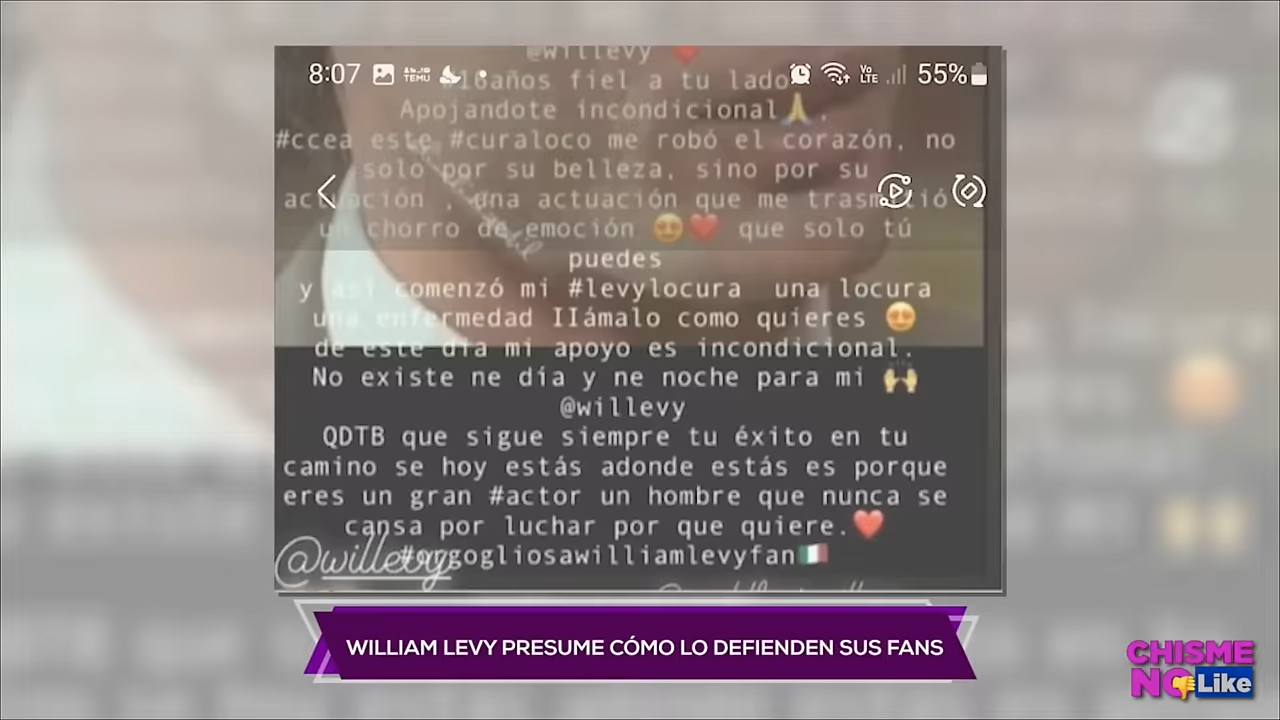 @willevy ❤️
8:07 TEMU Vo LTE 55%
#16años fiel a tu lado
Apojandote incondicional🙏.
#ccea este #curaloco me robó el corazón, no
solo por su belleza, sino por su
actuación , una actuación que me trasmitió
un chorro de emoción 😍❤️ que solo tú
puedes
y así comenzó mi #levylocura una locura
una enfermedad IIámalo como quieres 😍
de este día mi apoyo es incondicional.
No existe ne día y ne noche para mi 🙌
@willevy
QDTB que sigue siempre tu éxito en tu
camino se hoy estás adonde estás es porque
eres un gran #actor un hombre que nunca se
cansa por luchar por que quiere.❤️
#orgogliosawilliamlevyfan🇮🇹
@willevy
WILLIAM LEVY PRESUME CÓMO LO DEFIENDEN SUS FANS
CHISME
NO Like